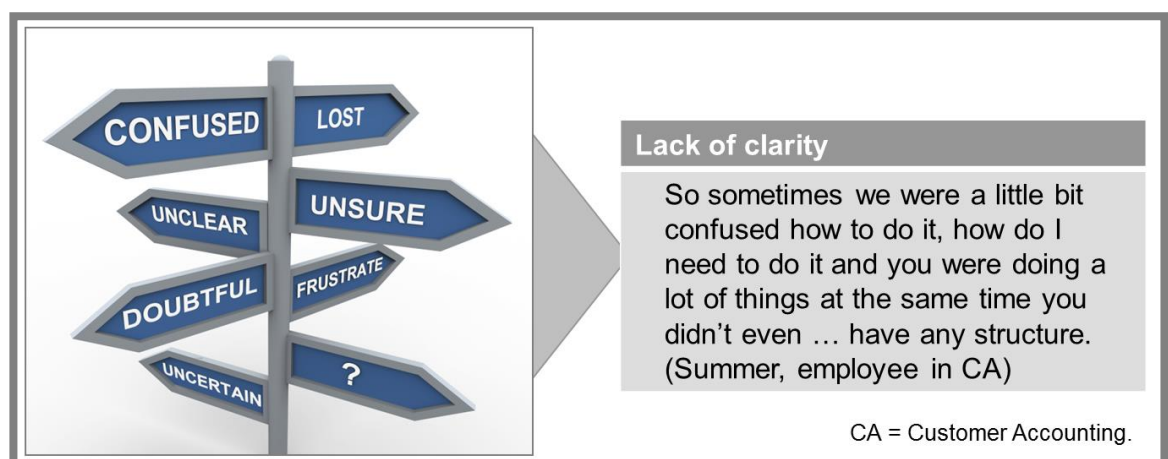 CONFUSED
LOST
UNCLEAR
UNSURE
DOUBTFUL
FRUSTRATE
UNCERTAIN
?
Lack of clarity
So sometimes we were a little bit
confused how to do it, how do I
need to do it and you were doing a
lot of things at the same time you
didn’t even … have any structure.
(Summer, employee in CA)
CA = Customer Accounting.